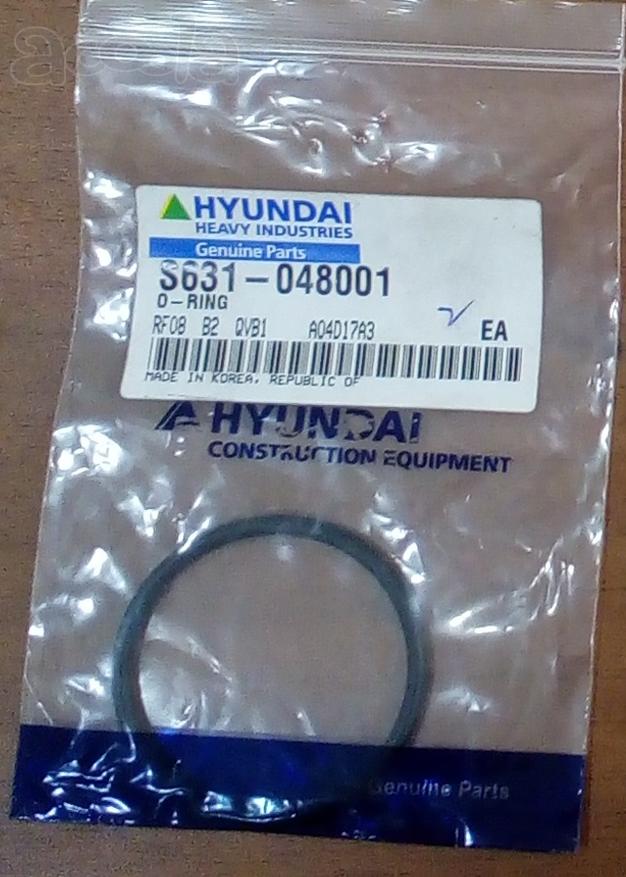 HYUNDAI
HEAVY INDUSTRIES
Genuine Parts
S631-048001
O-RING
RF08 B2 QVB1 A04D17A3
EA
MADE IN KOREA, REPUBLIC OF
HYUNDAI
CONSTRUCTION EQUIPMENT
Genuine Parts